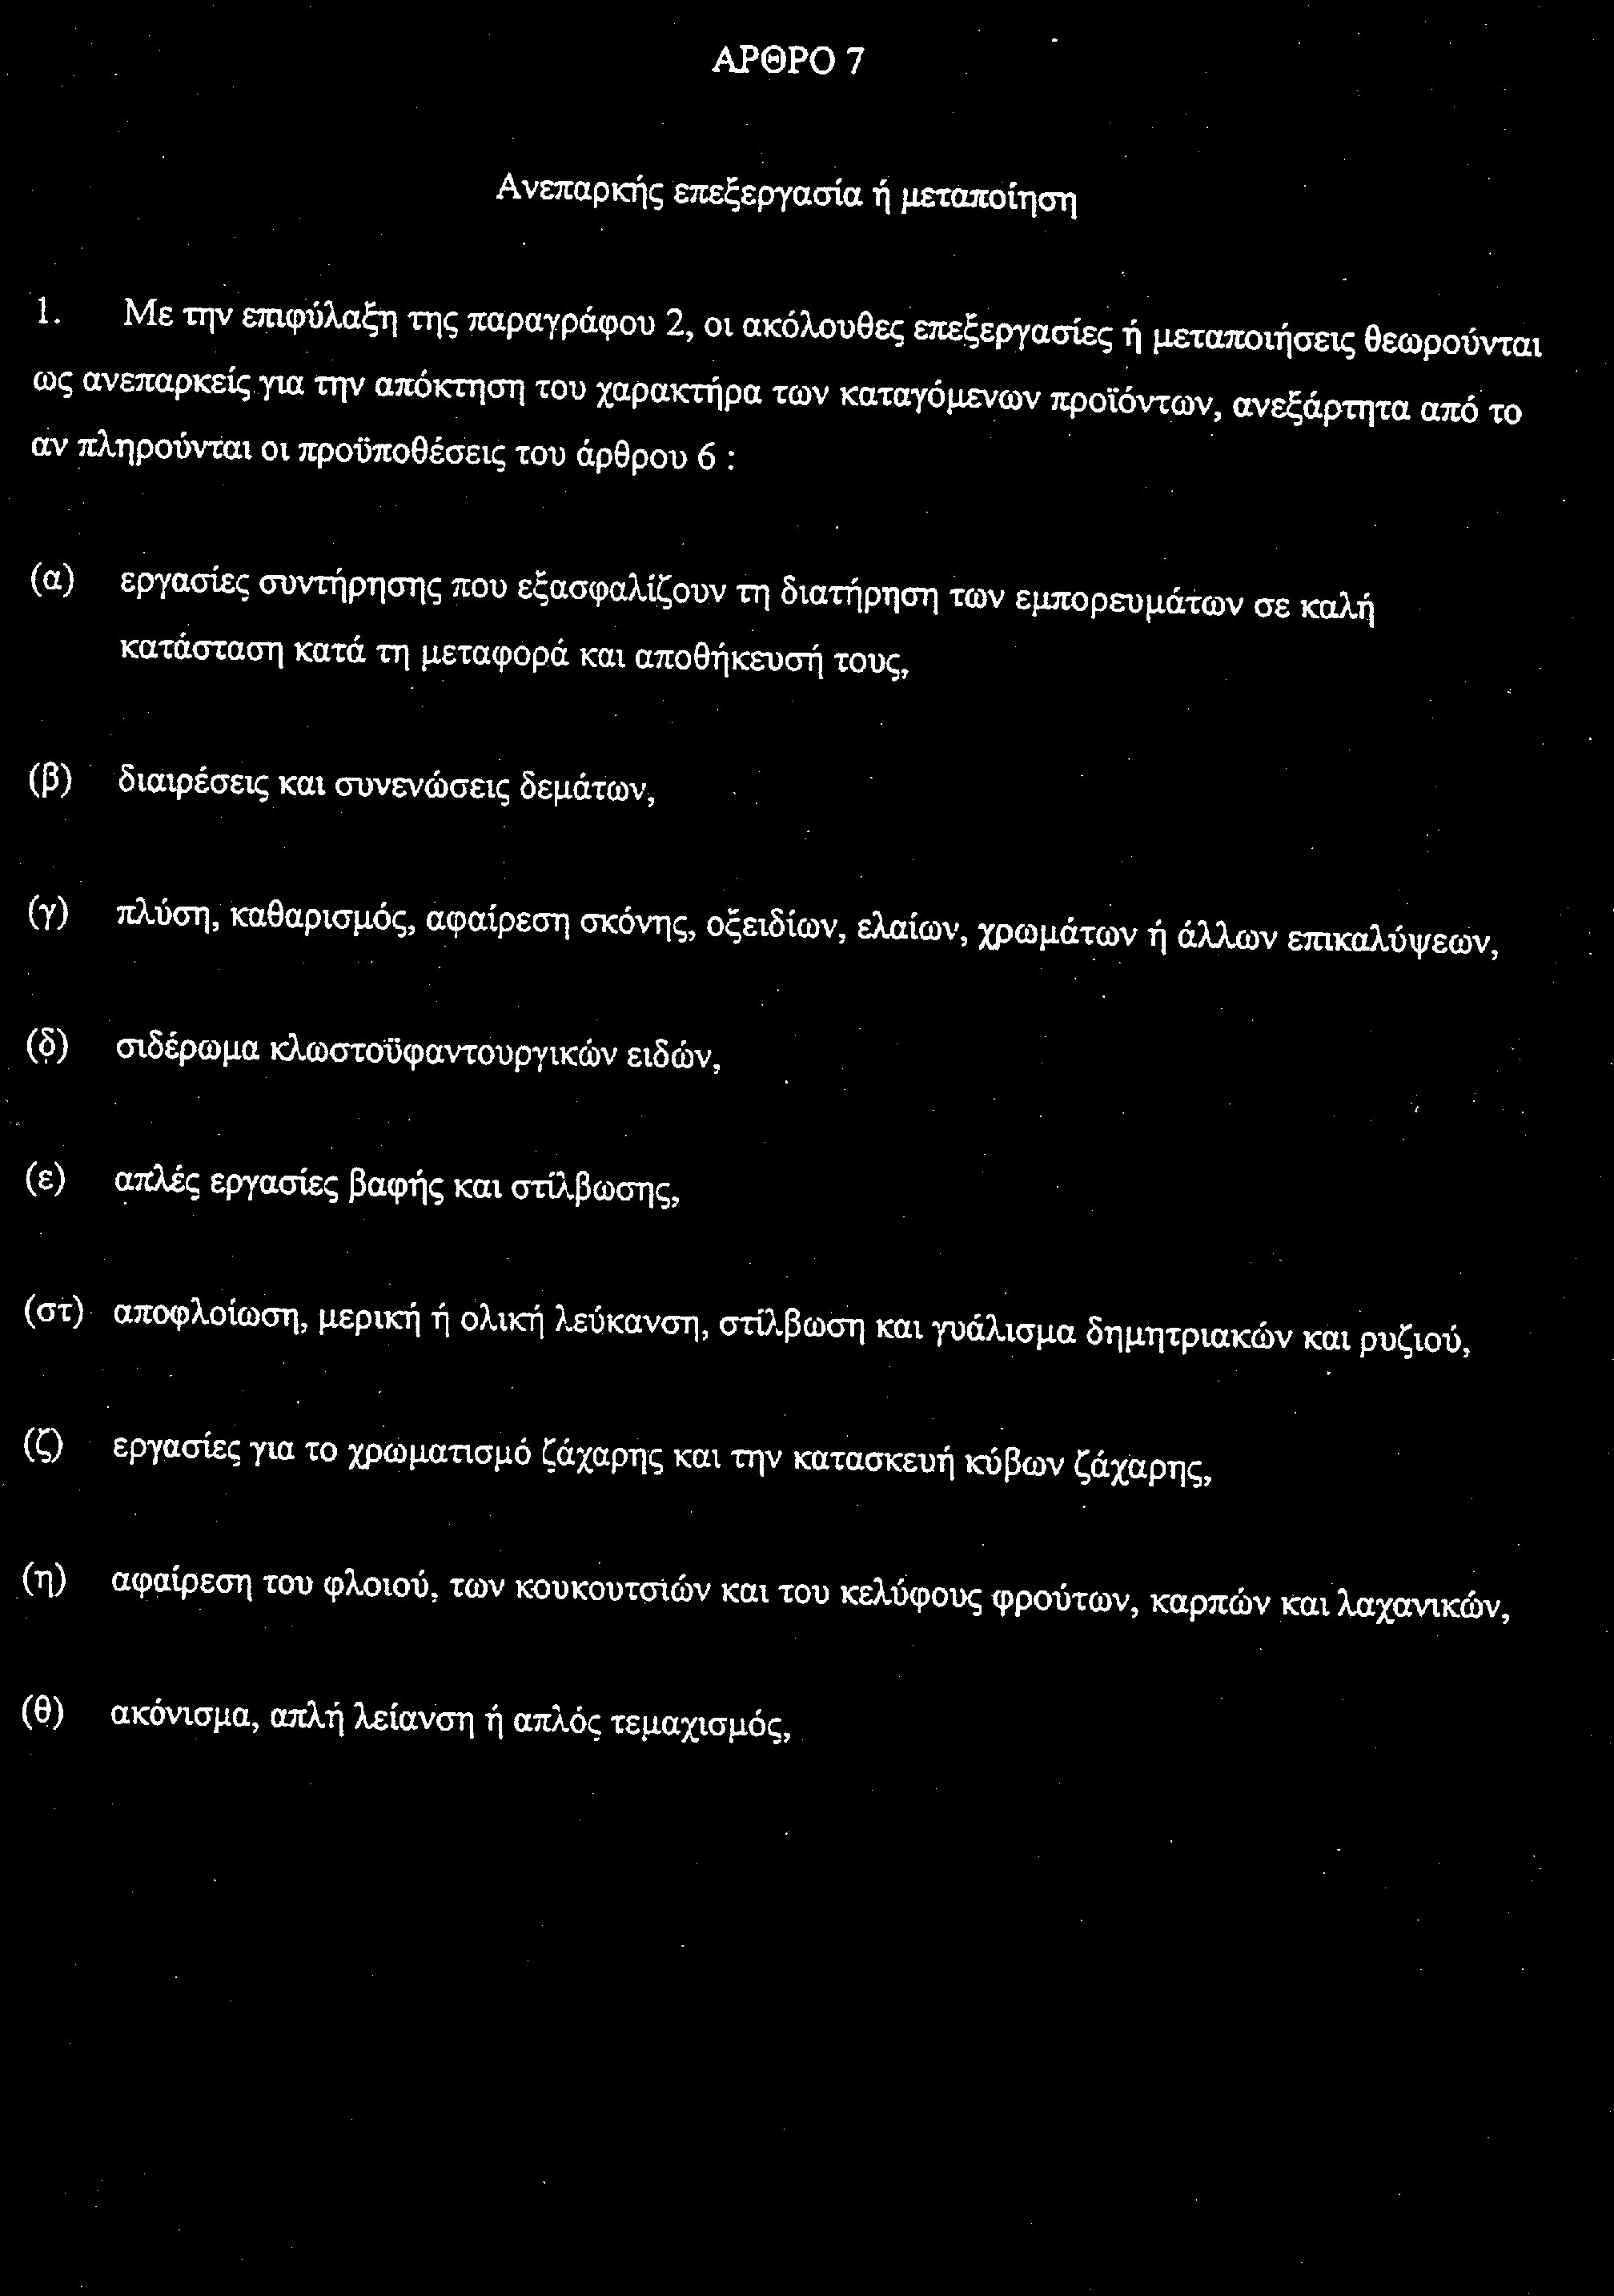 ΑΡΘΡΟ 7
Ανεπαρκής επεξεργασία ή μεταποίηση
1. Με την επιφύλαξη της παραγράφου 2, οι ακόλουθες επεξεργασίες ή μεταποιήσεις θεωρούνται
ως ανεπαρκείς για την απόκτηση του χαρακτήρα των καταγόμενων προϊόντων, ανεξάρτητα από το
αν πληρούνται οι προϋποθέσεις του άρθρου 6 :
(α) εργασίες συντήρησης που εξασφαλίζουν τη διατήρηση των εμπορευμάτων σε καλή
κατάσταση κατά τη μεταφορά και αποθήκευσή τους,
(β) διαιρέσεις και συνενώσεις δεμάτων,
(γ) πλύση, καθαρισμός, αφαίρεση σκόνης, οξειδίων, ελαίων, χρωμάτων ή άλλων επικαλύψεων,
(δ) σιδέρωμα κλωστοϋφαντουργικών ειδών,
(ε) απλές εργασίες βαφής και στίλβωσης,
(στ) αποφλοίωση, μερική ή ολική λεύκανση, στίλβωση και γυάλισμα δημητριακών και ρυζιού,
(ζ) εργασίες για το χρωματισμό ζάχαρης και την κατασκευή κύβων ζάχαρης,
(η) αφαίρεση του φλοιού, των κουκουτσιών και του κελύφους φρούτων, καρπών και λαχανικών,
(θ) ακόνισμα, απλή λείανση ή απλός τεμαχισμός,